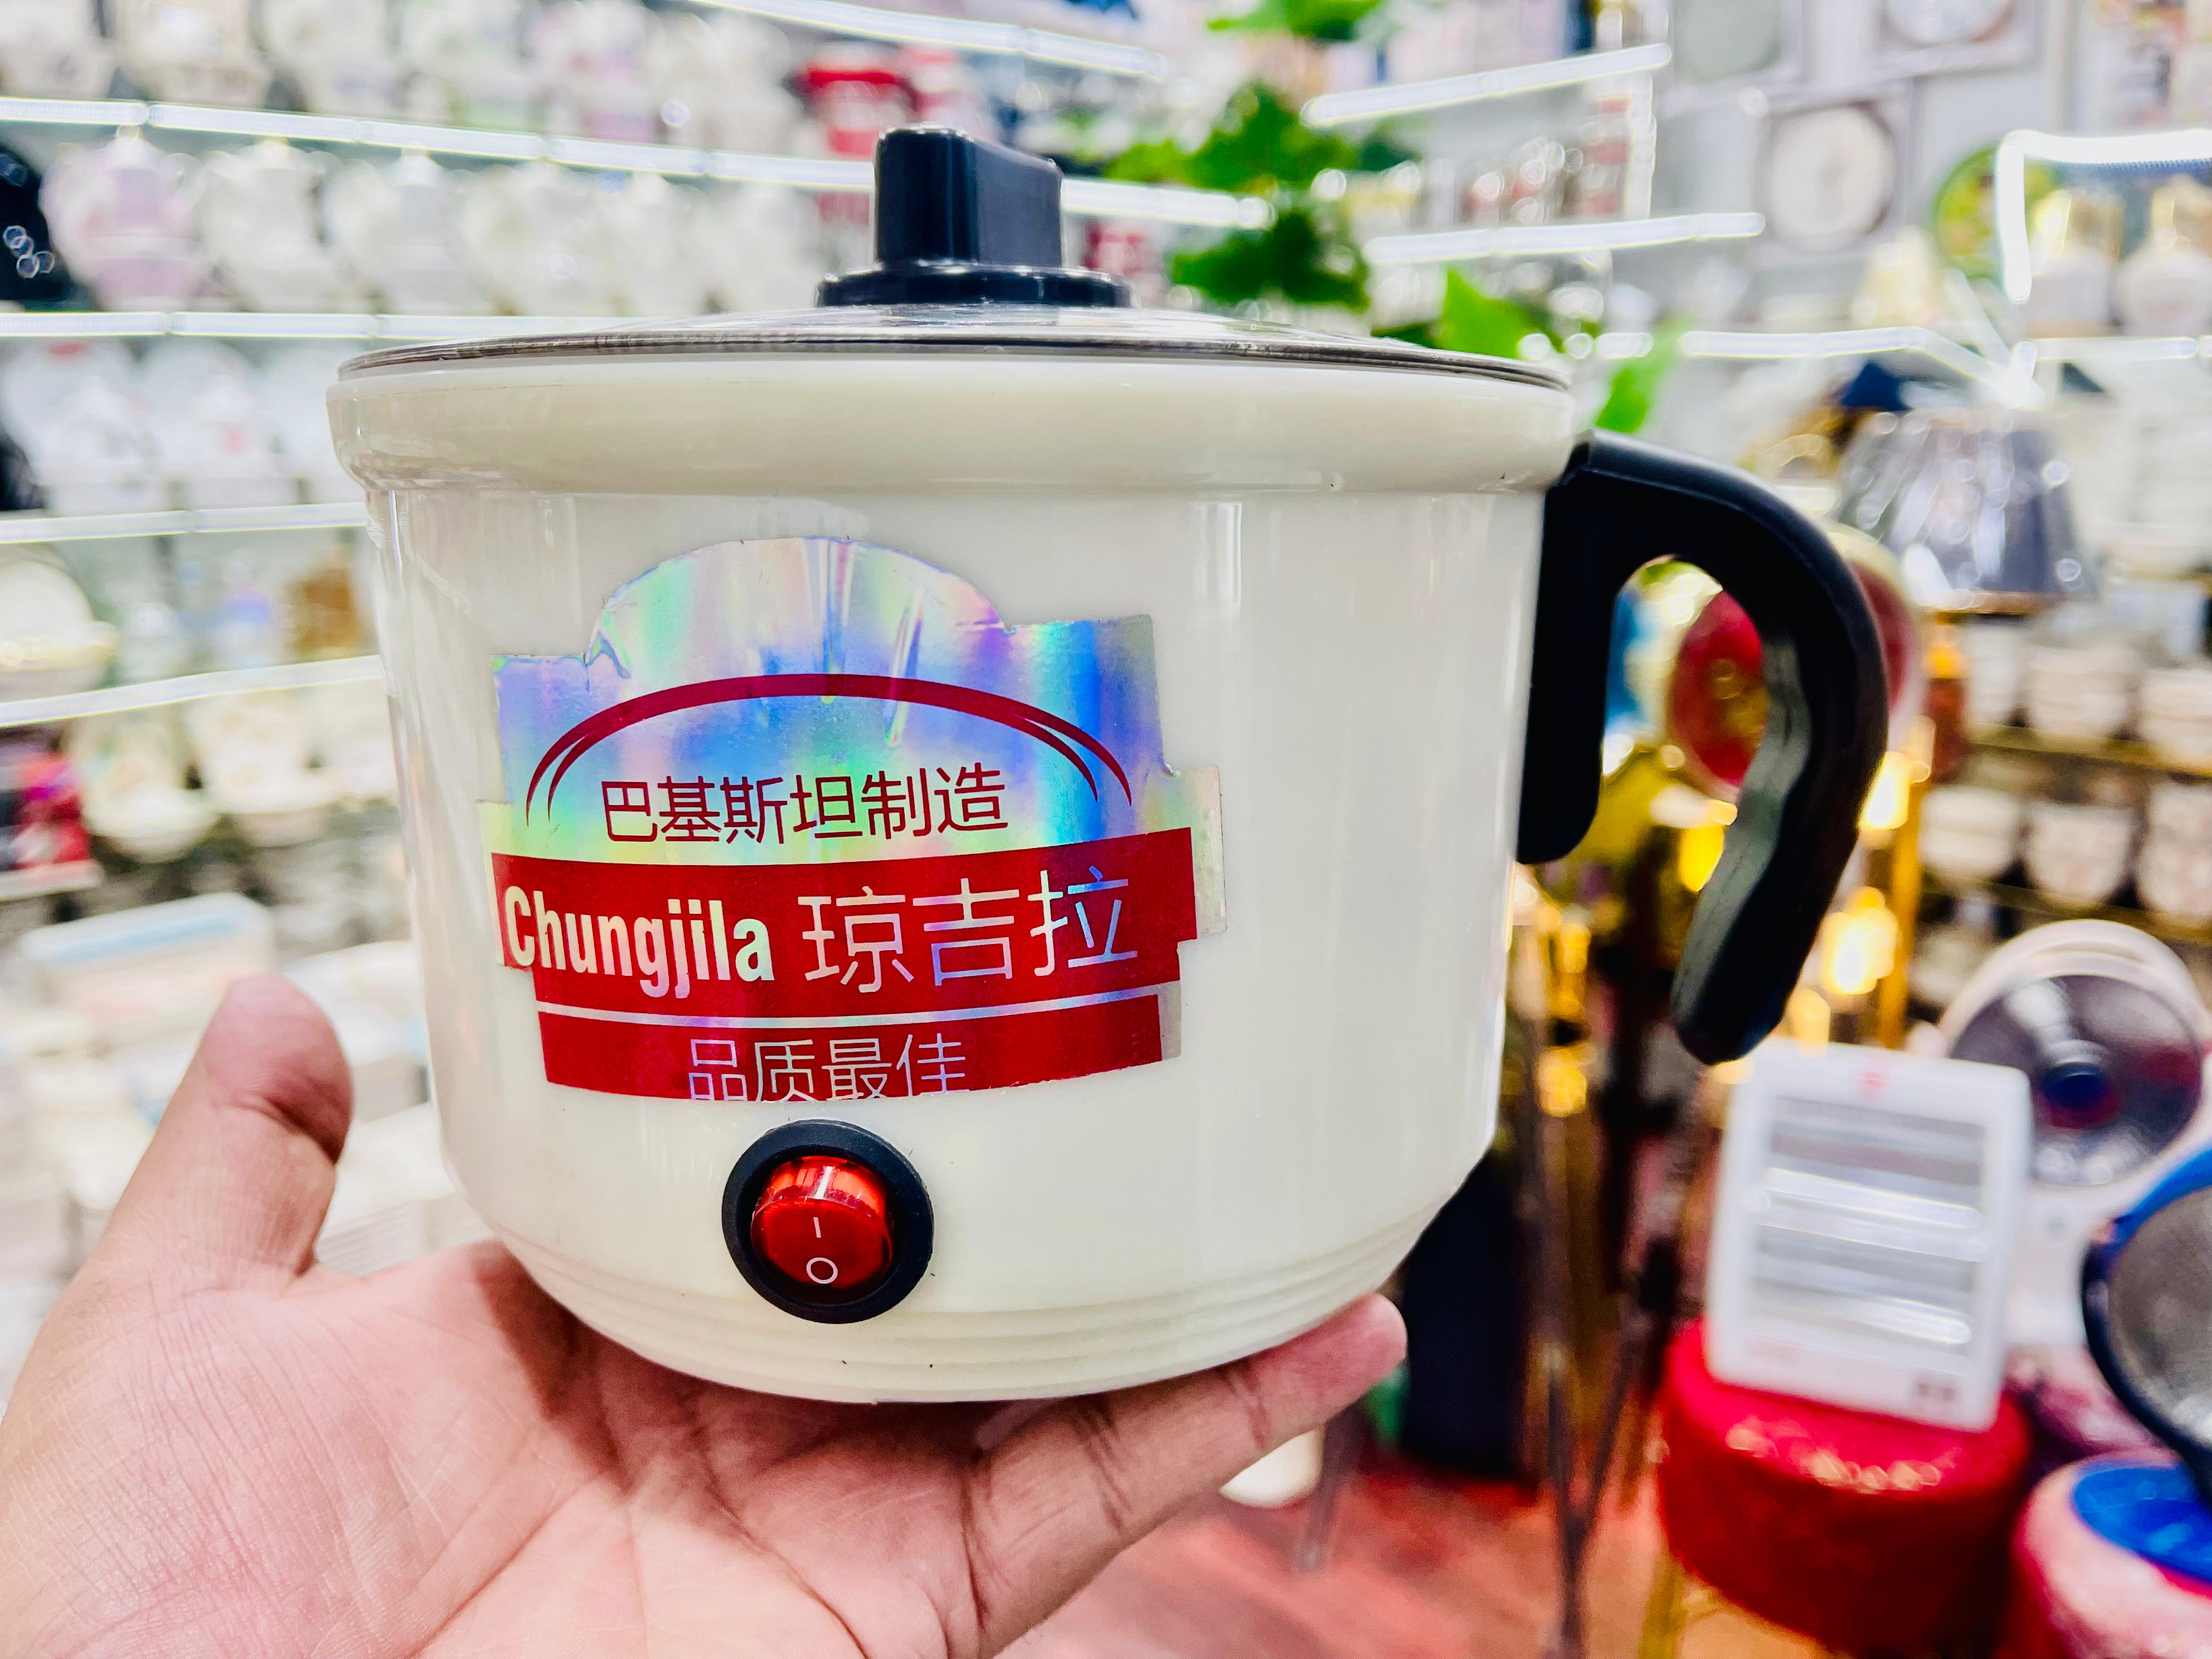 巴基斯坦制造
Chungjila 琼吉拉
品质最佳
I
O